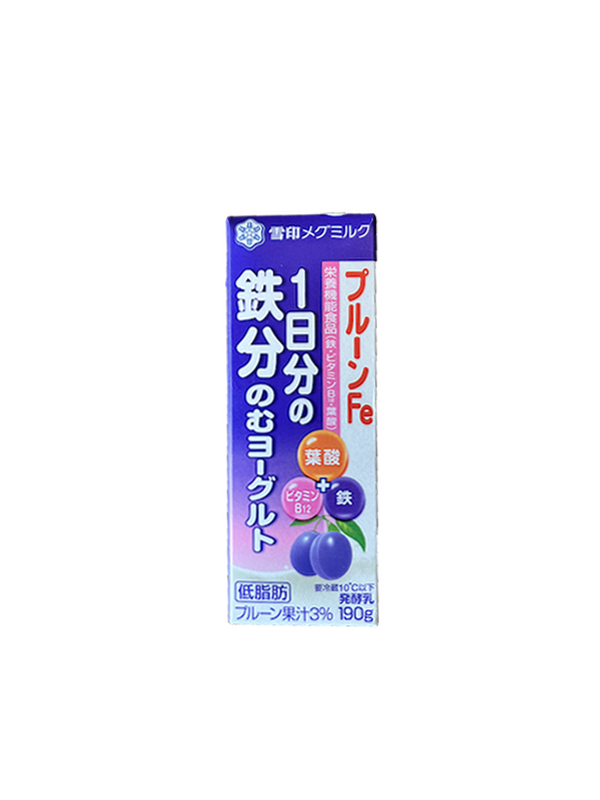 雪印メグミルク
プルーンFe
栄養機能食品(鉄・ビタミンB12・葉酸)
1日分の
鉄分のむヨーグルト
葉酸
+
ビタミン
B12
鉄
低脂肪
要冷蔵10℃以下
発酵乳
プルーン果汁3% 190g